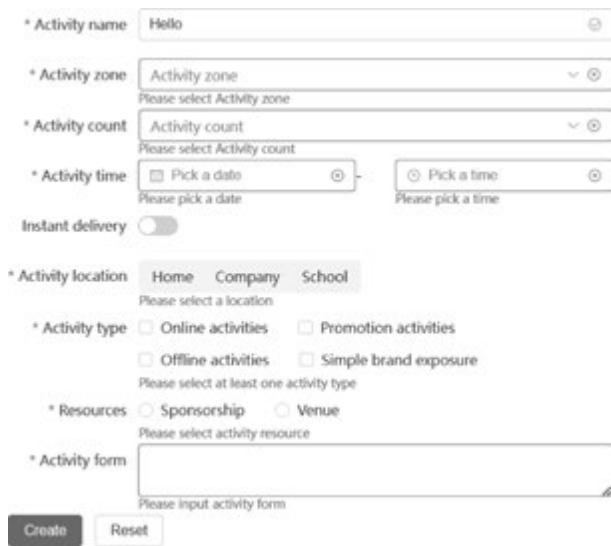 * Activity name Hello
* Activity zone Activity zone
Please select Activity zone
* Activity count Activity count
Please select Activity count
* Activity time Pick a date - Pick a time
Please pick a date Please pick a time
Instant delivery
* Activity location Home Company School
Please select a location
* Activity type Online activities Promotion activities
Offline activities Simple brand exposure
Please select at least one activity type
* Resources Sponsorship Venue
Please select activity resource
* Activity form
Please input activity form
Create Reset